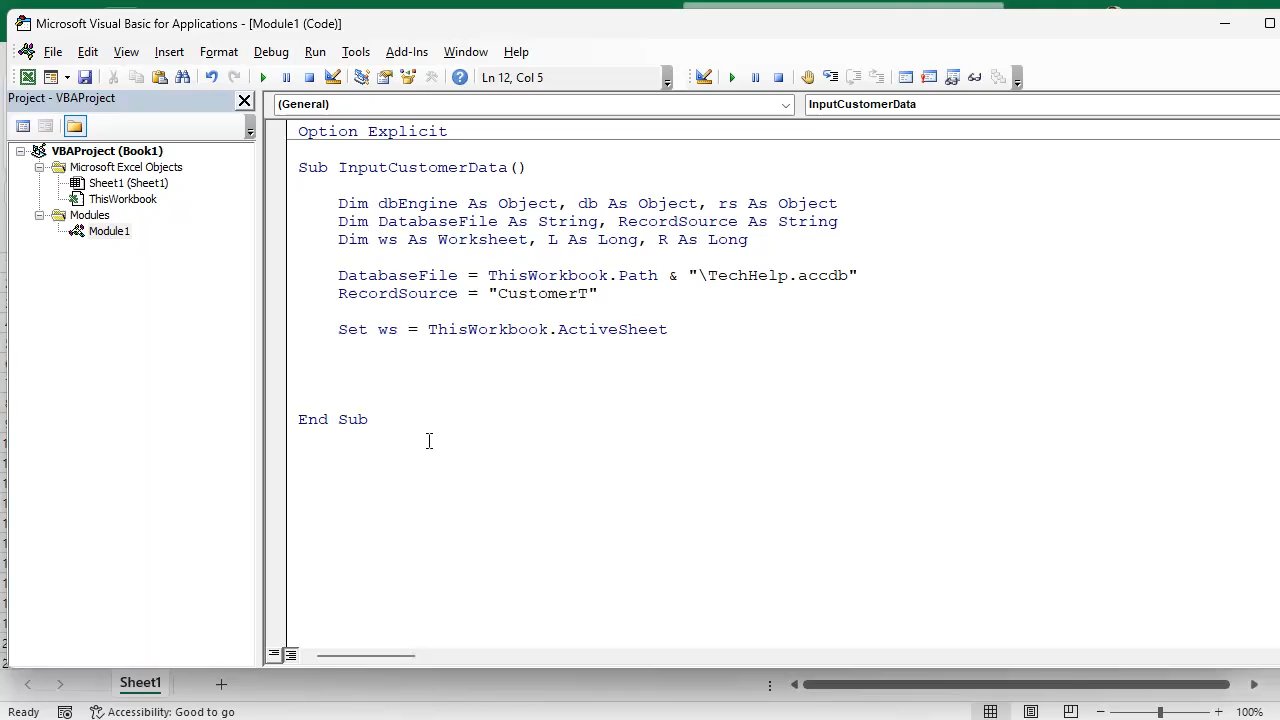 Microsoft Visual Basic for Applications - [Module1 (Code)]
File Edit View Insert Format Debug Run Tools Add-Ins Window Help
Ln 12, Col 5
Project - VBAProject
(General)
InputCustomerData
VBAProject (Book1)
Microsoft Excel Objects
Sheet1 (Sheet1)
ThisWorkbook
Modules
Module1
Option Explicit
Sub InputCustomerData()
Dim dbEngine As Object, db As Object, rs As Object
Dim DatabaseFile As String, RecordSource As String
Dim ws As Worksheet, L As Long, R As Long
DatabaseFile = ThisWorkbook.Path & "\TechHelp.accdb"
RecordSource = "CustomerT"
Set ws = ThisWorkbook.ActiveSheet
End Sub
Sheet1
Ready
Accessibility: Good to go
100%